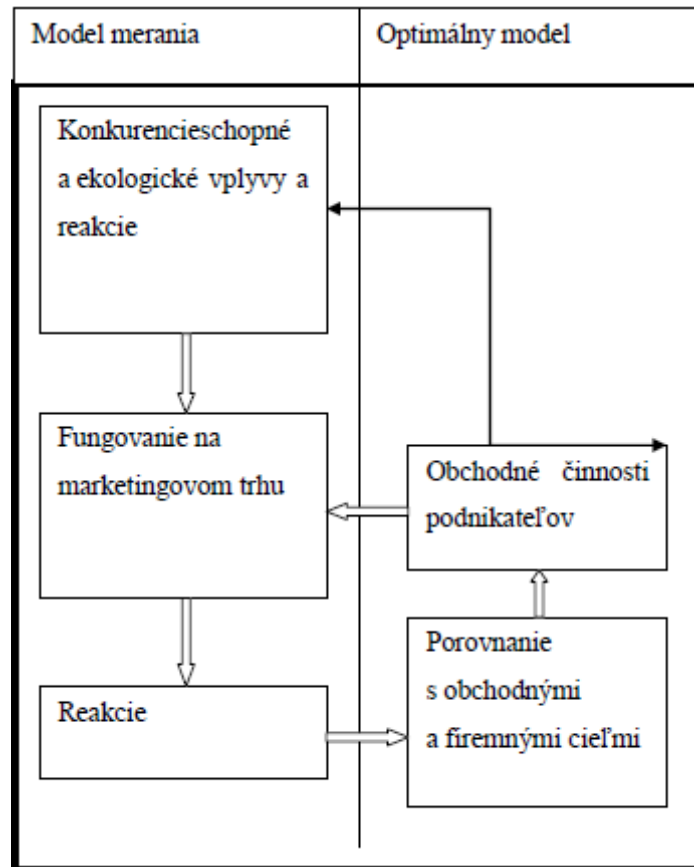 Model merania
Optimálny model
Konkurencieschopné
a ekologické vplyvy a
reakcie
Fungovanie na
marketingovom trhu
Obchodné činnosti
podnikateľov
Reakcie
Porovnanie
s obchodnými
a firemnými cieľmi